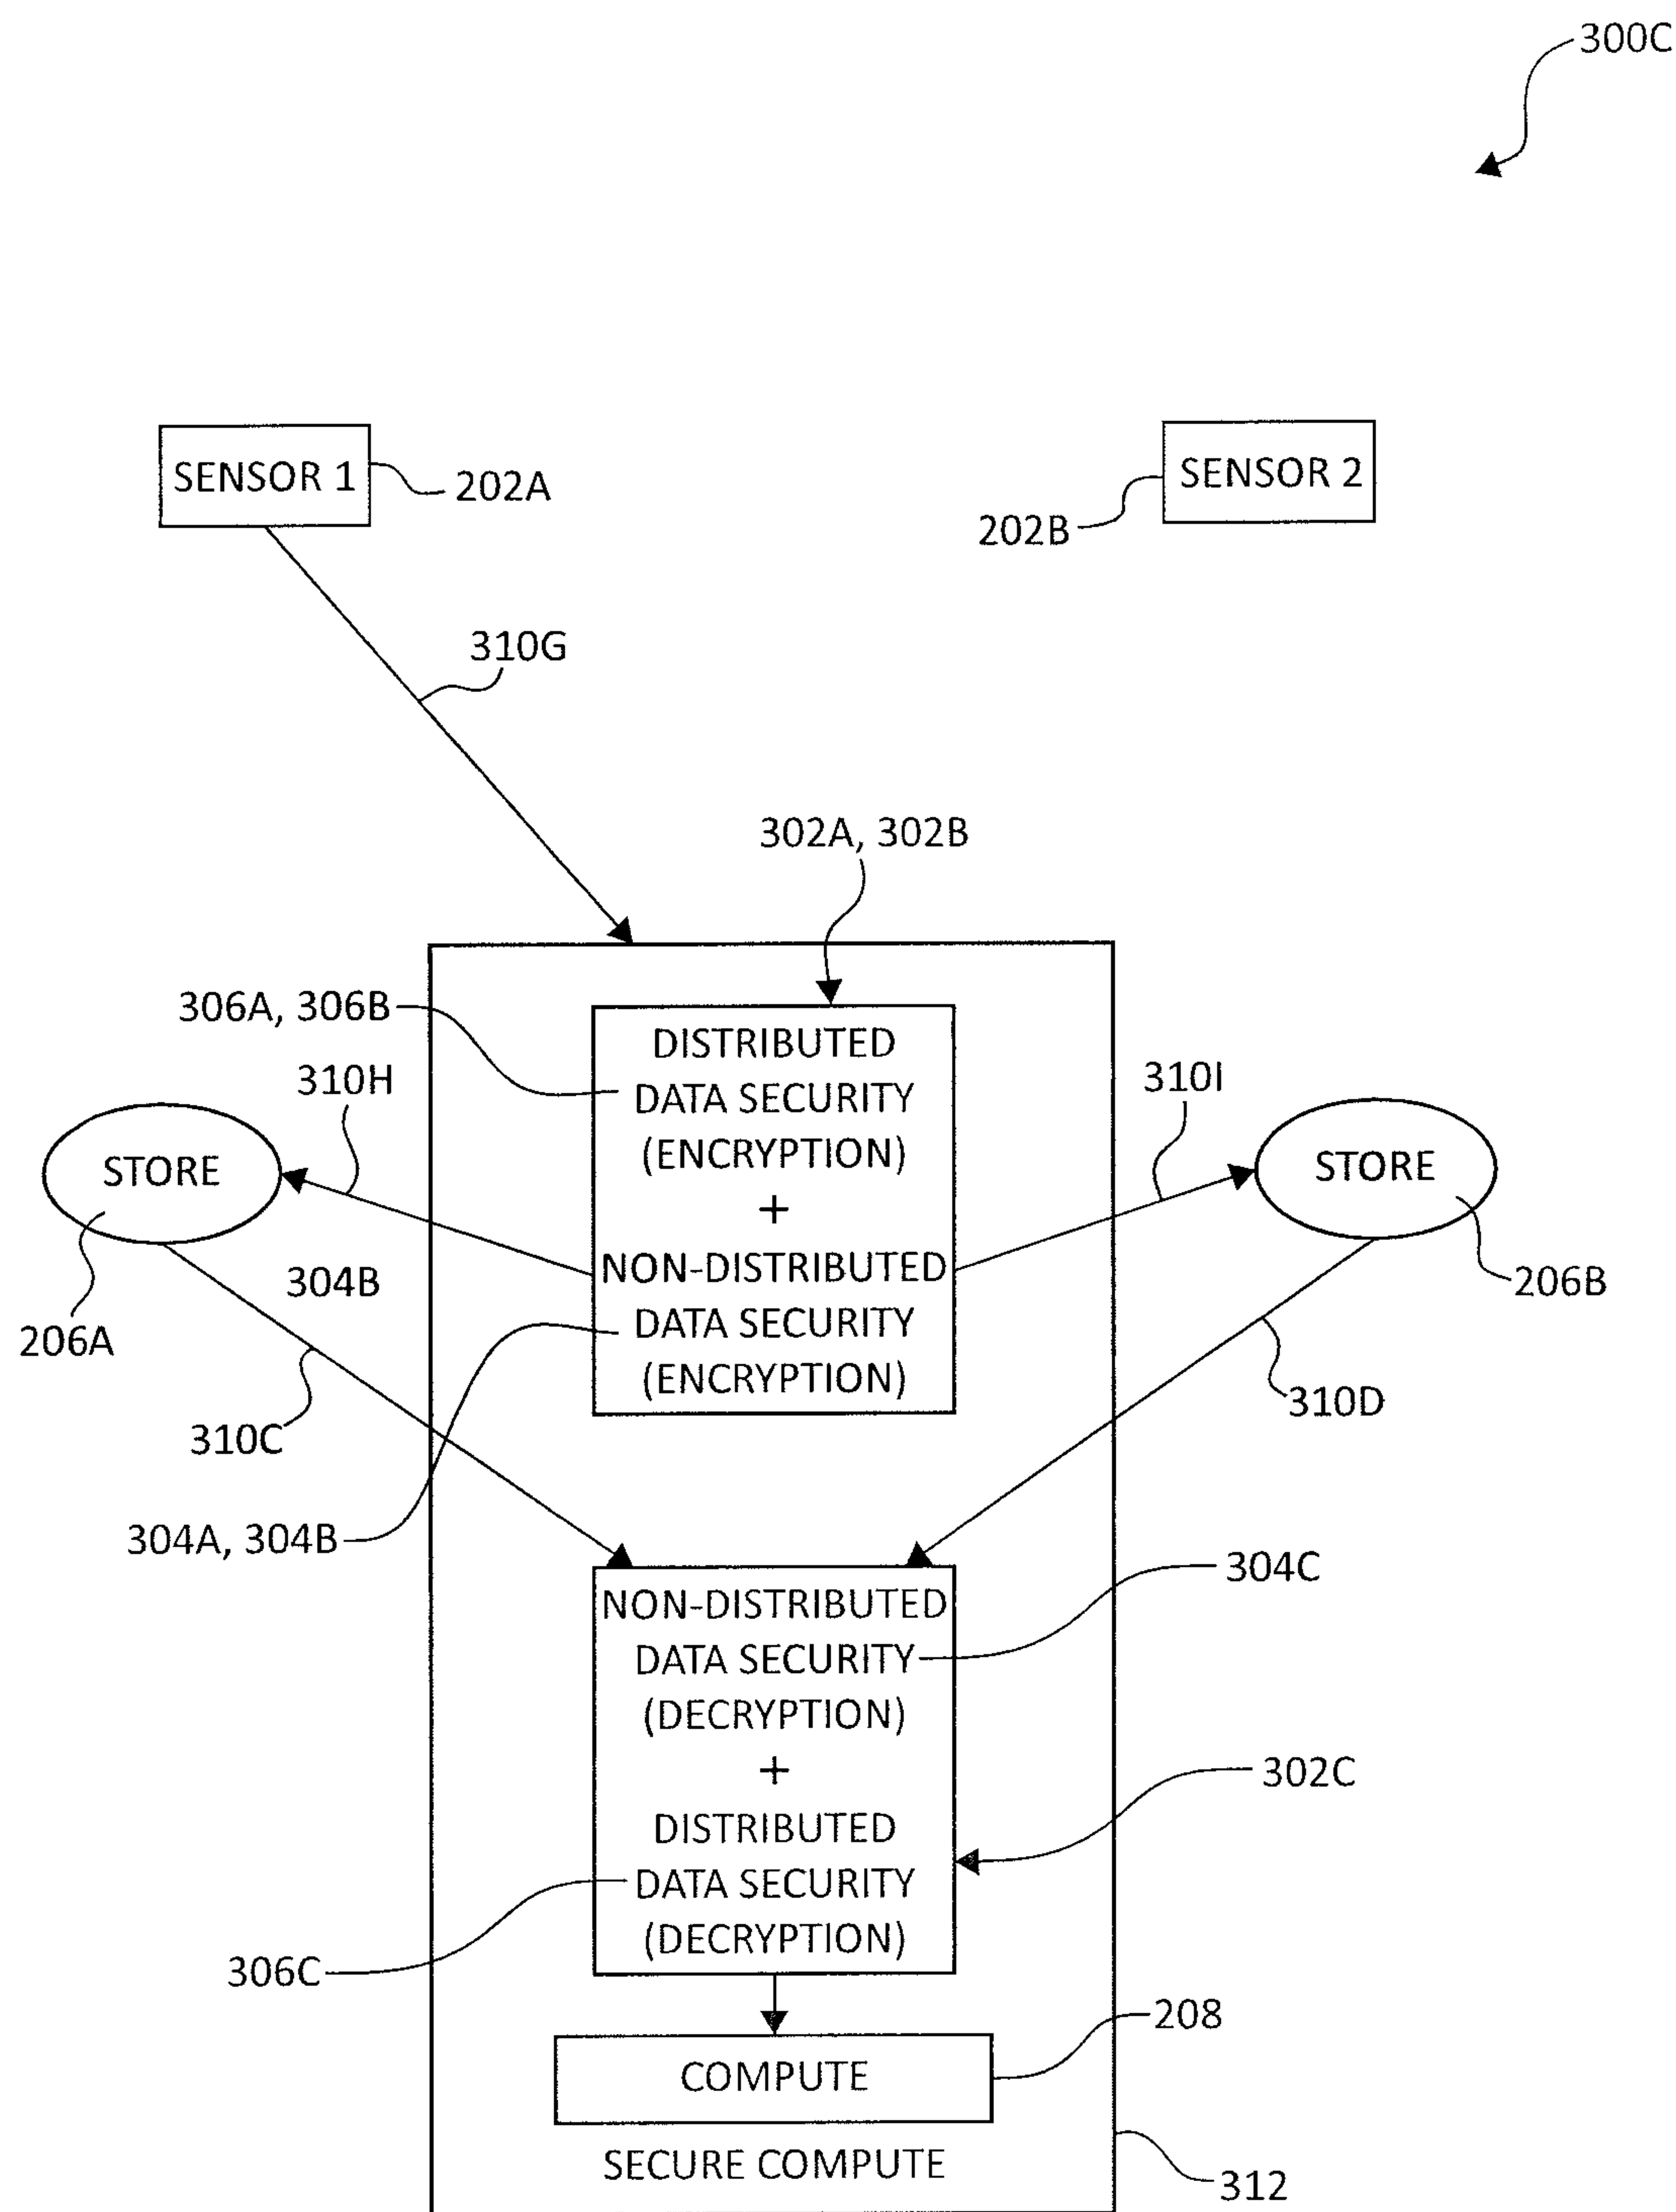 300C
SENSOR 1
202A
SENSOR 2
202B
310G
302A, 302B
306A, 306B
DISTRIBUTED
DATA SECURITY
(ENCRYPTION)
+
NON-DISTRIBUTED
DATA SECURITY
(ENCRYPTION)
310H
310I
STORE
STORE
304B
206A
206B
310C
310D
304A, 304B
NON-DISTRIBUTED
DATA SECURITY
(DECRYPTION)
+
DISTRIBUTED
DATA SECURITY
(DECRYPTION)
304C
302C
306C
208
COMPUTE
SECURE COMPUTE
312